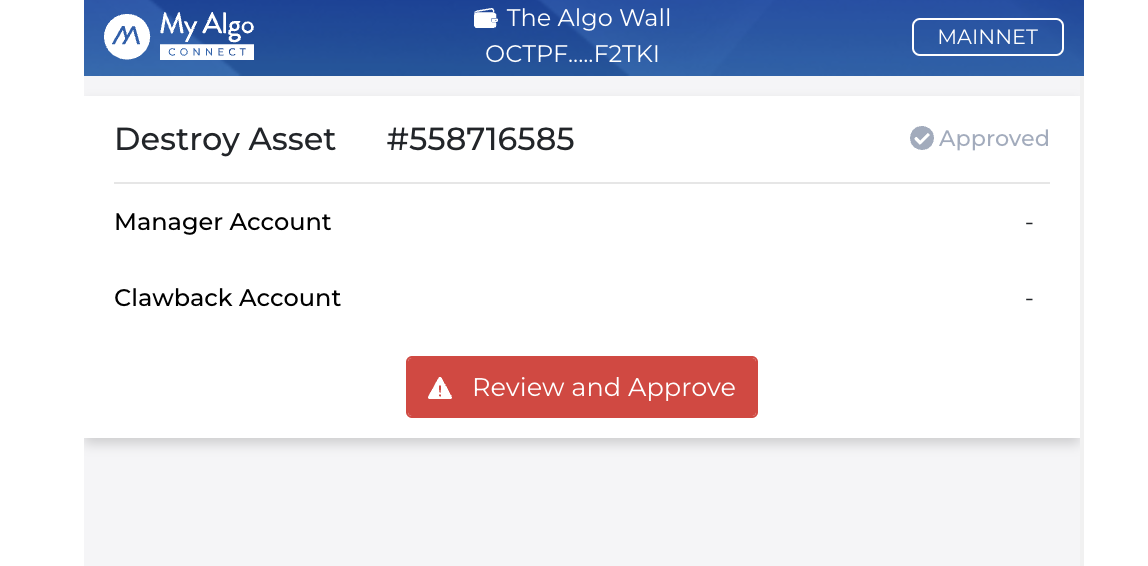 My Algo
CONNECT
The Algo Wall
OCTPF.....F2TKI
MAINNET
Destroy Asset #558716585
Approved
Manager Account -
Clawback Account -
Review and Approve